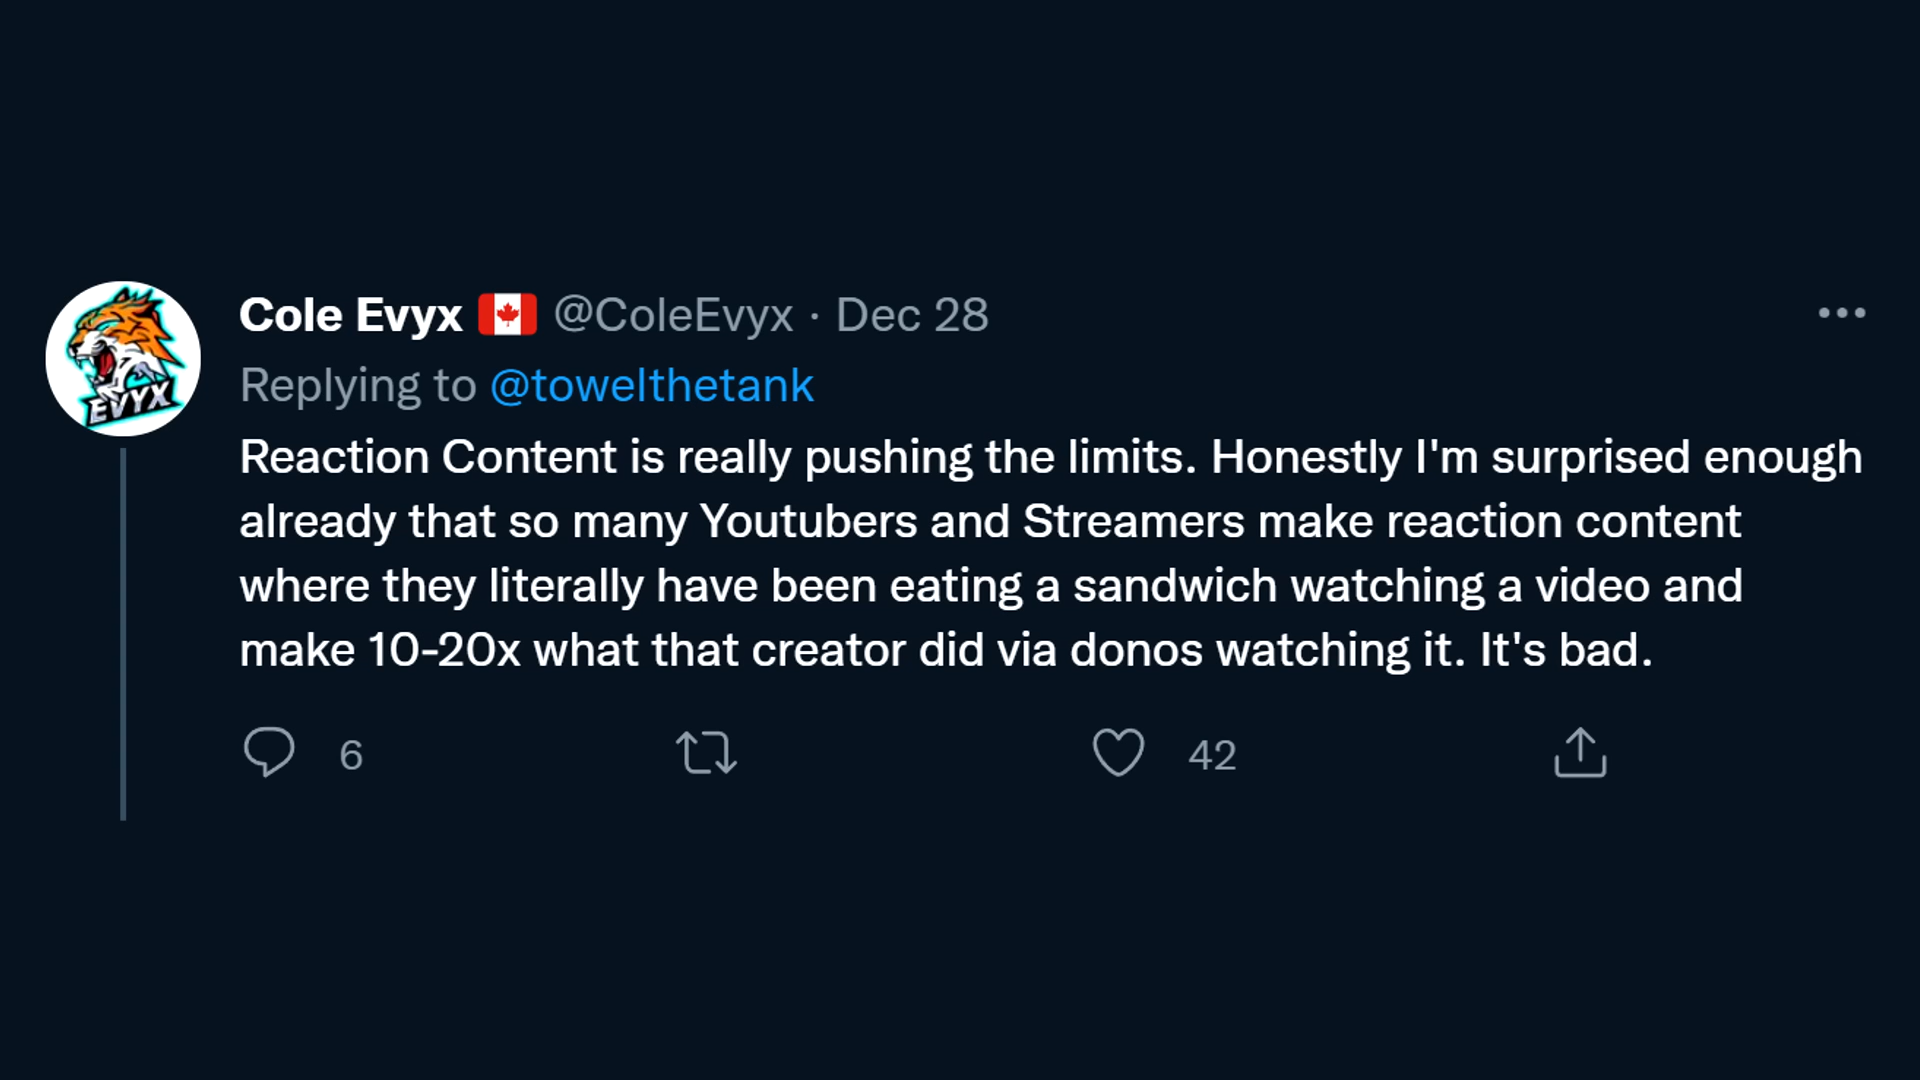 Cole Evyx 🇨🇦 @ColeEvyx · Dec 28
Replying to @towelthetank
Reaction Content is really pushing the limits. Honestly I'm surprised enough
already that so many Youtubers and Streamers make reaction content
where they literally have been eating a sandwich watching a video and
make 10-20x what that creator did via donos watching it. It's bad.
EVYX
6
42